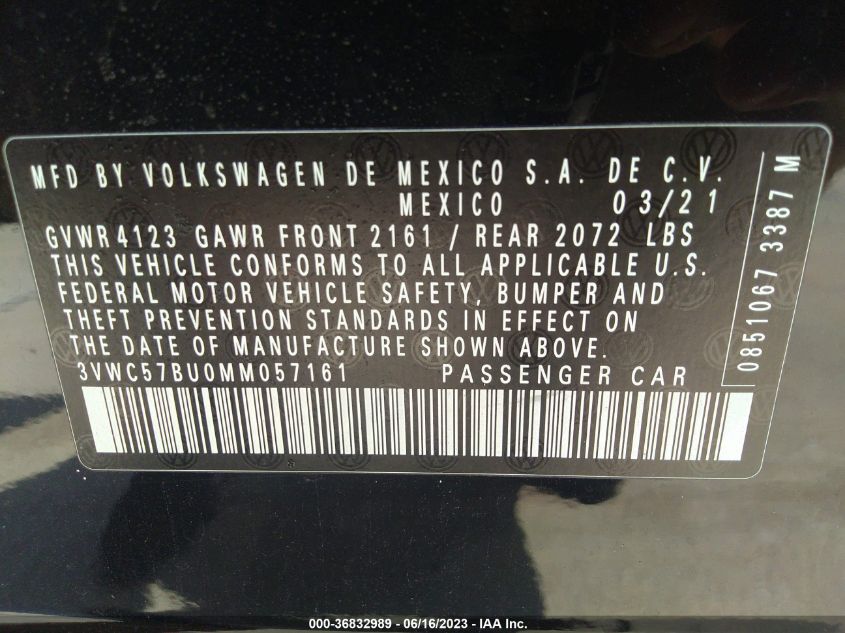 MFD BY VOLKSWAGEN DE MEXICO S.A. DE C.V.
MEXICO 03/21
GVWR 4123 GAWR FRONT 2161 / REAR 2072 LBS
THIS VEHICLE CONFORMS TO ALL APPLICABLE U.S.
FEDERAL MOTOR VEHICLE SAFETY, BUMPER AND
THEFT PREVENTION STANDARDS IN EFFECT ON
THE DATE OF MANUFACTURE SHOWN ABOVE.
3VWC57BU0MM057161 PASSENGER CAR
0851067 3387 M
000-36832989 - 06/16/2023 - IAA Inc.